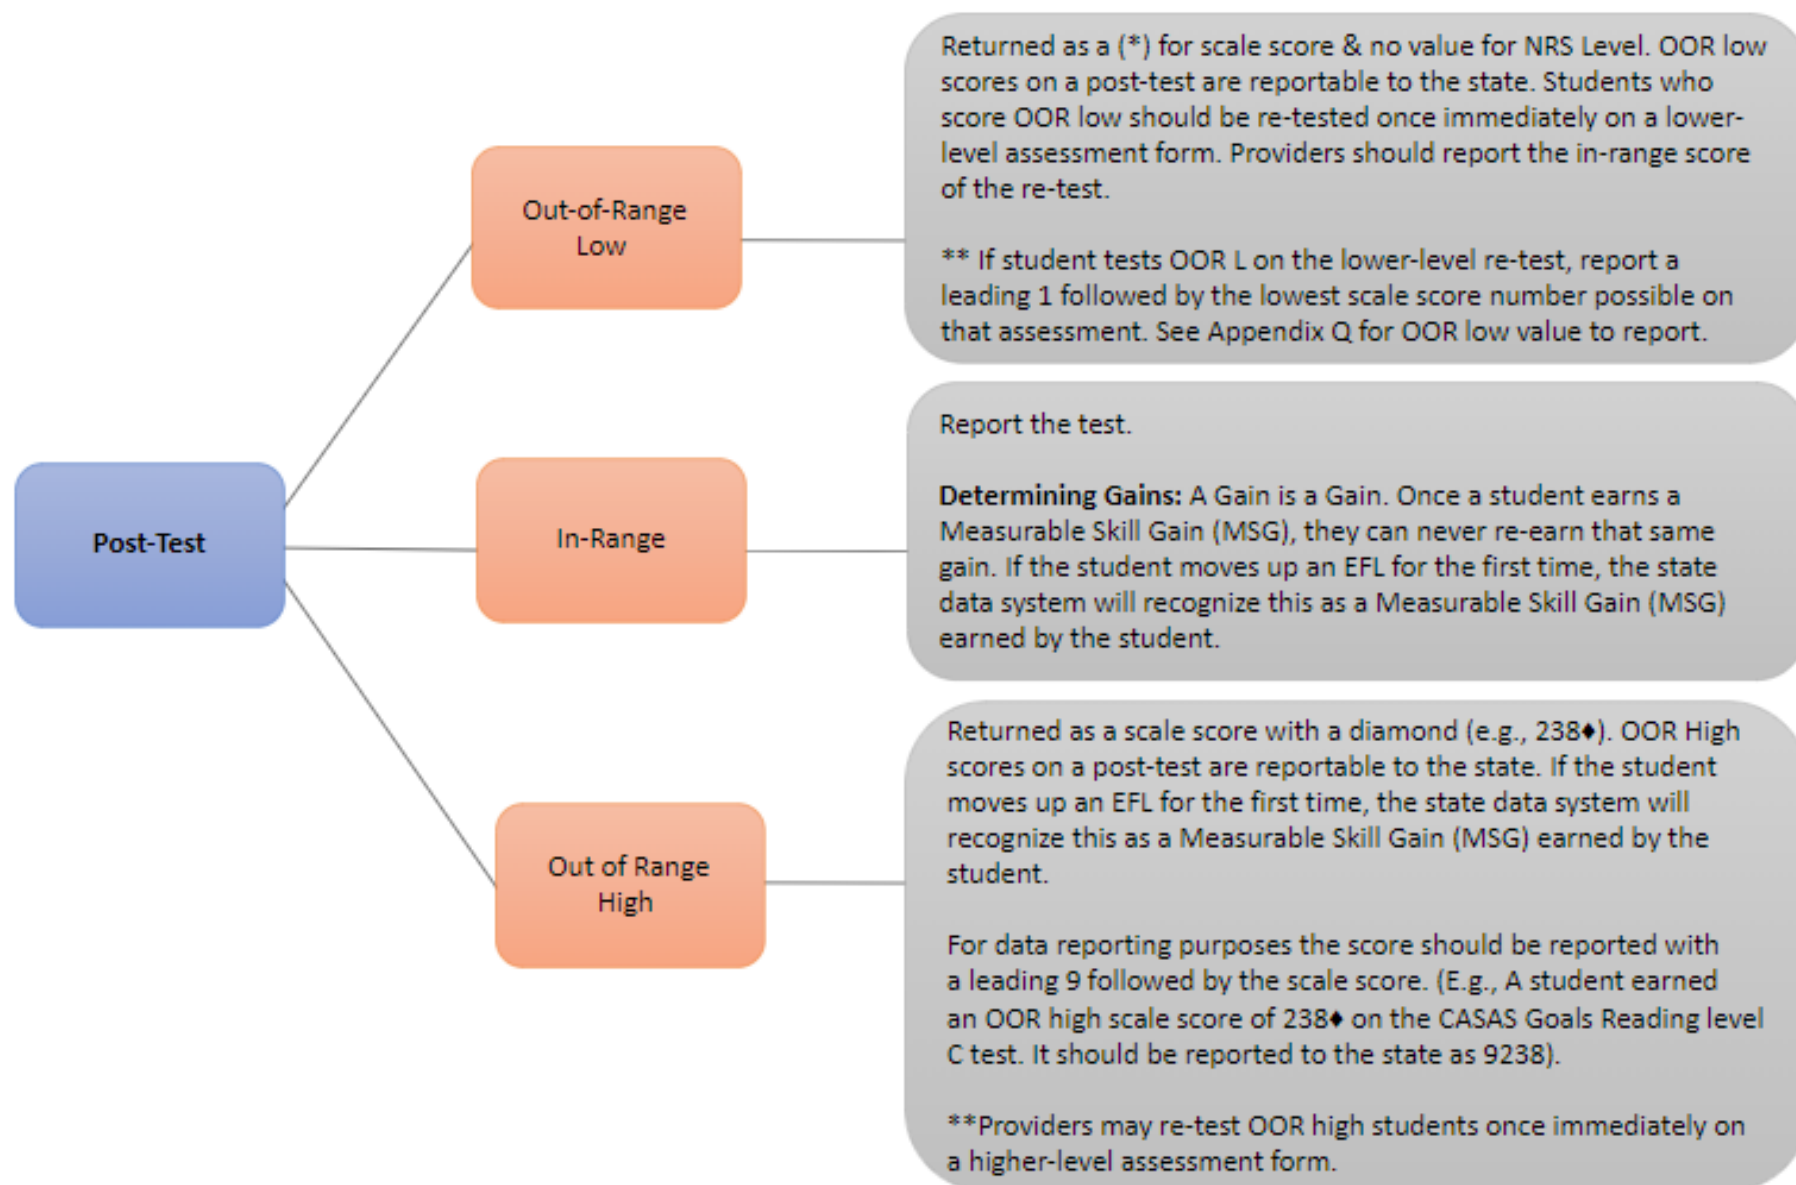 Post-Test
Out-of-Range
Low
Returned as a (*) for scale score & no value for NRS Level. OOR low
scores on a post-test are reportable to the state. Students who
score OOR low should be re-tested once immediately on a lower-
level assessment form. Providers should report the in-range score
of the re-test.
** If student tests OOR L on the lower-level re-test, report a
leading 1 followed by the lowest scale score number possible on
that assessment. See Appendix Q for OOR low value to report.
In-Range
Report the test.
Determining Gains: A Gain is a Gain. Once a student earns a
Measurable Skill Gain (MSG), they can never re-earn that same
gain. If the student moves up an EFL for the first time, the state
data system will recognize this as a Measurable Skill Gain (MSG)
earned by the student.
Out of Range
High
Returned as a scale score with a diamond (e.g., 238♦). OOR High
scores on a post-test are reportable to the state. If the student
moves up an EFL for the first time, the state data system will
recognize this as a Measurable Skill Gain (MSG) earned by the
student.
For data reporting purposes the score should be reported with
a leading 9 followed by the scale score. (E.g., A student earned
an OOR high scale score of 238♦ on the CASAS Goals Reading level
C test. It should be reported to the state as 9238).
**Providers may re-test OOR high students once immediately on
a higher-level assessment form.